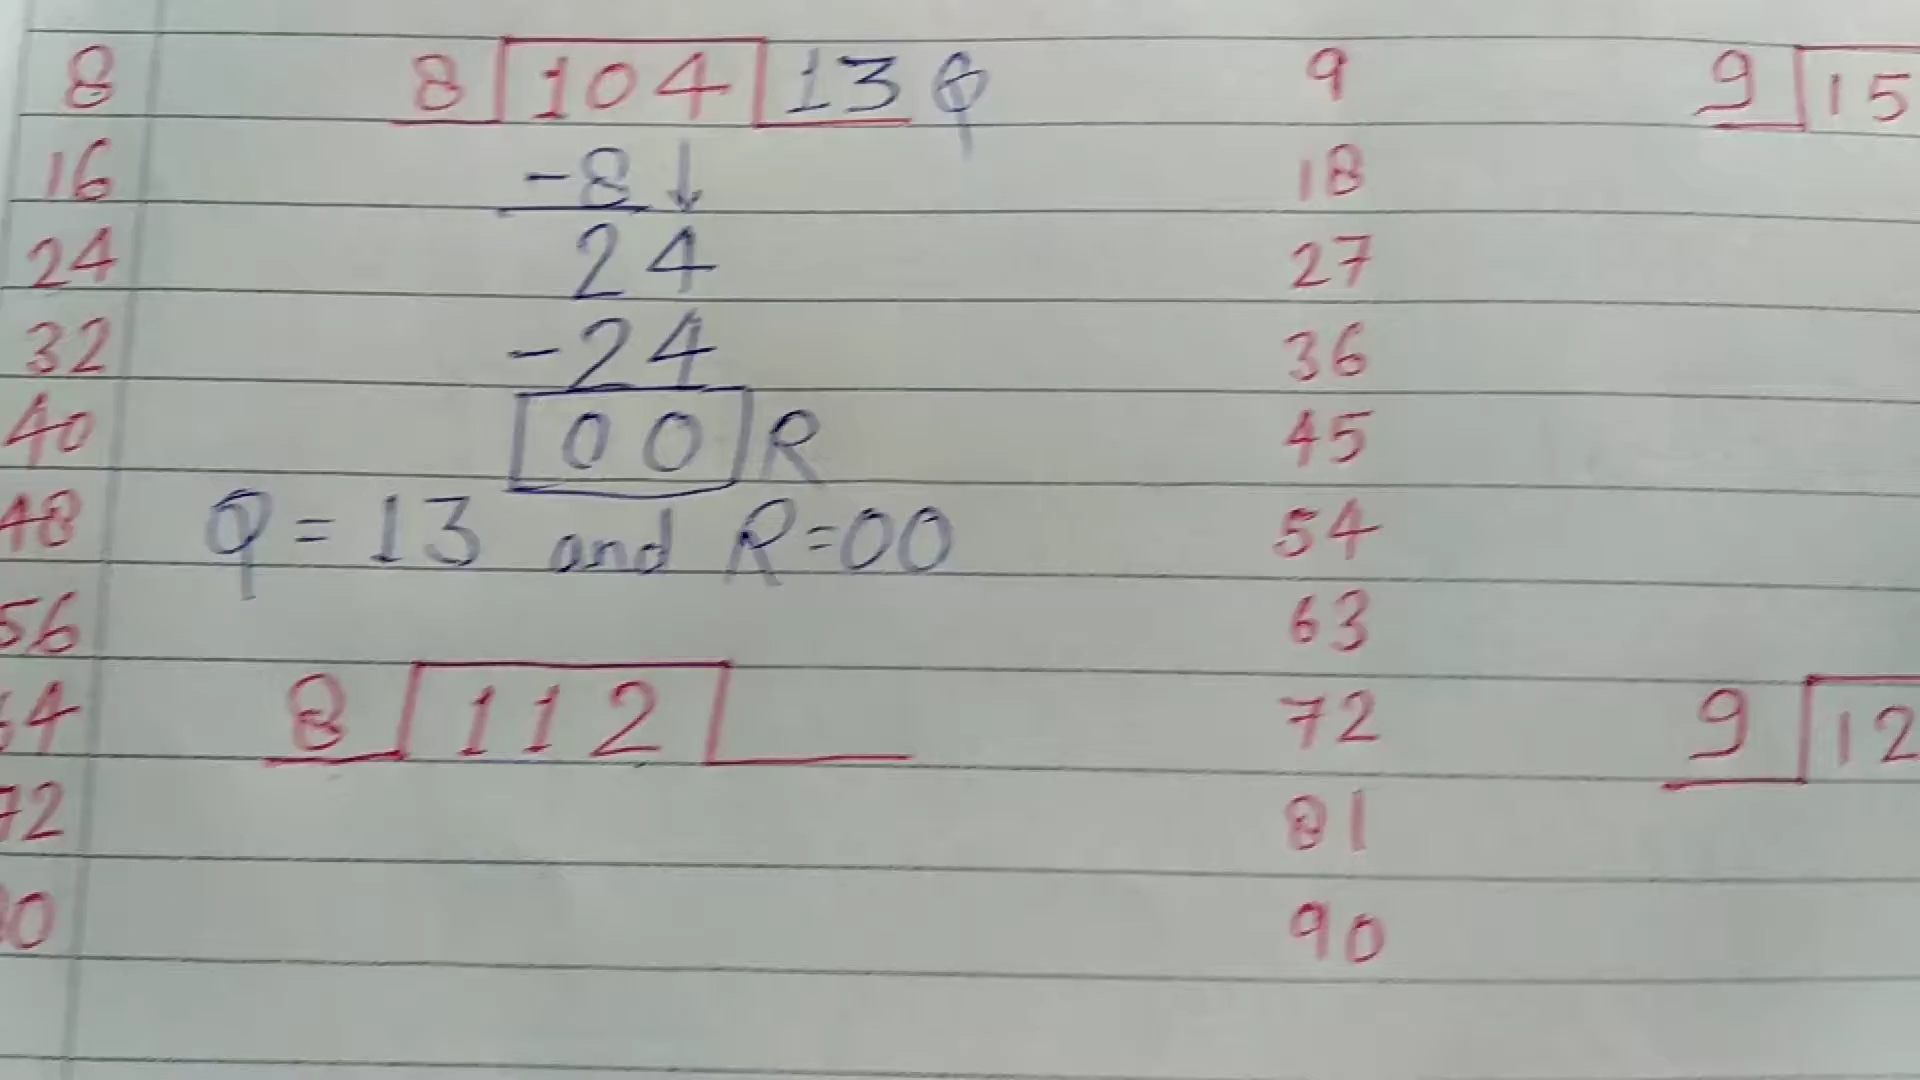 8 8 104 13 Q 9 9 15
16 -8 ↓ 18
24 24 27
32 -24 36
40 00 R 45
48 Q = 13 and R=00 54
56 63
64 8 112 72 9 12
72 81
80 90